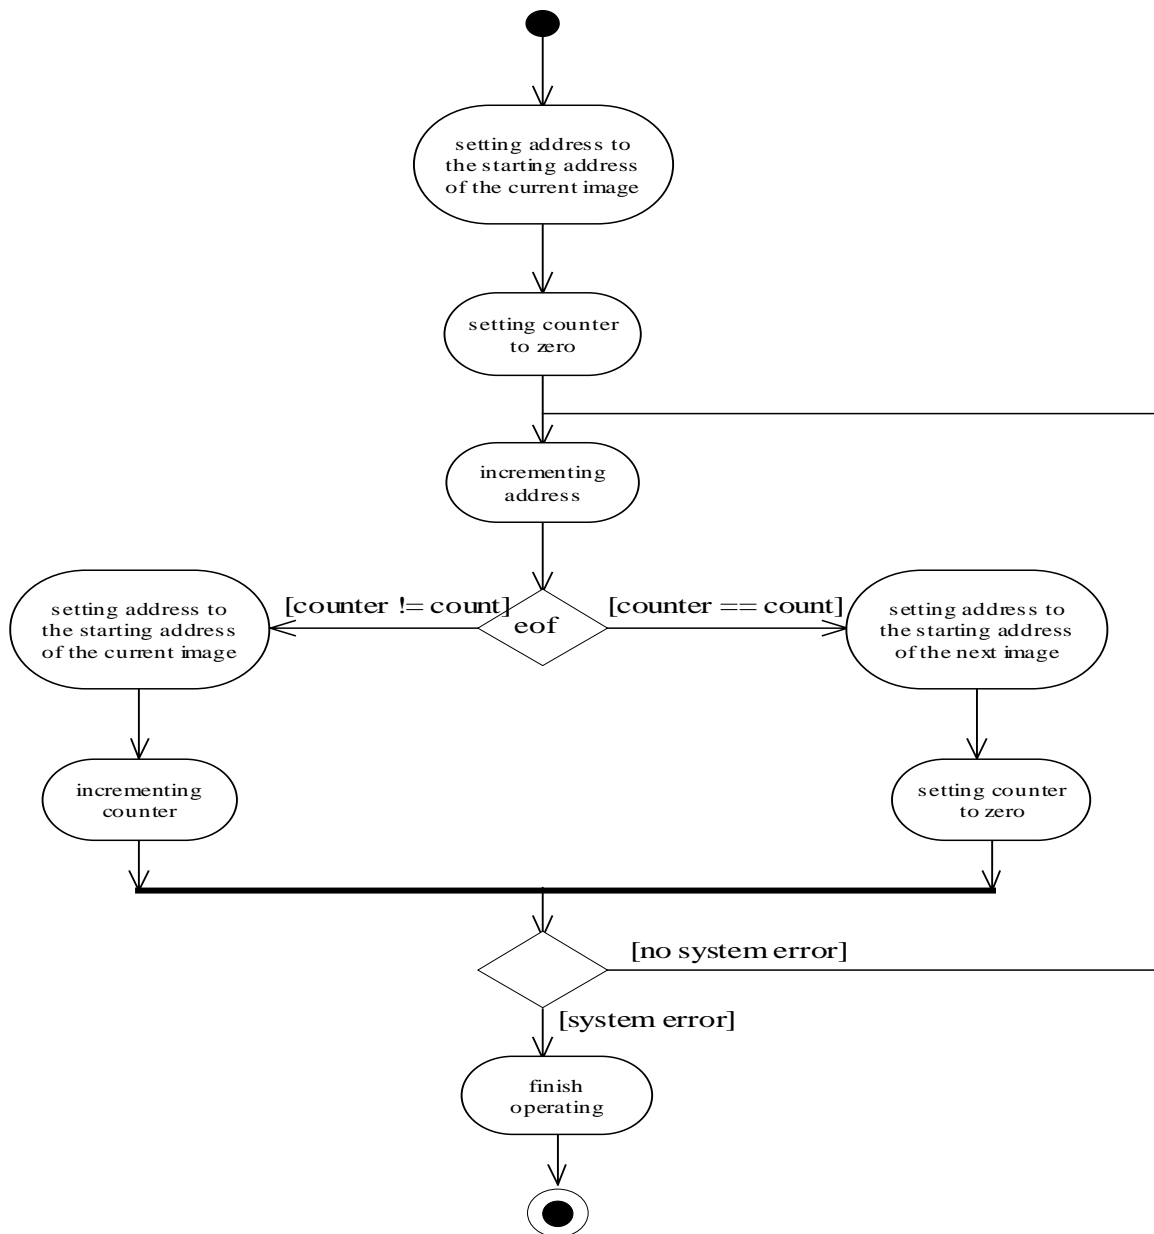 setting address to
the starting address
of the current image
setting counter
to zero
incrementing
address
[counter != count]
eof
[counter == count]
setting address to
the starting address
of the current image
setting address to
the starting address
of the next image
incrementing
counter
setting counter
to zero
[no system error]
[system error]
finish
operating